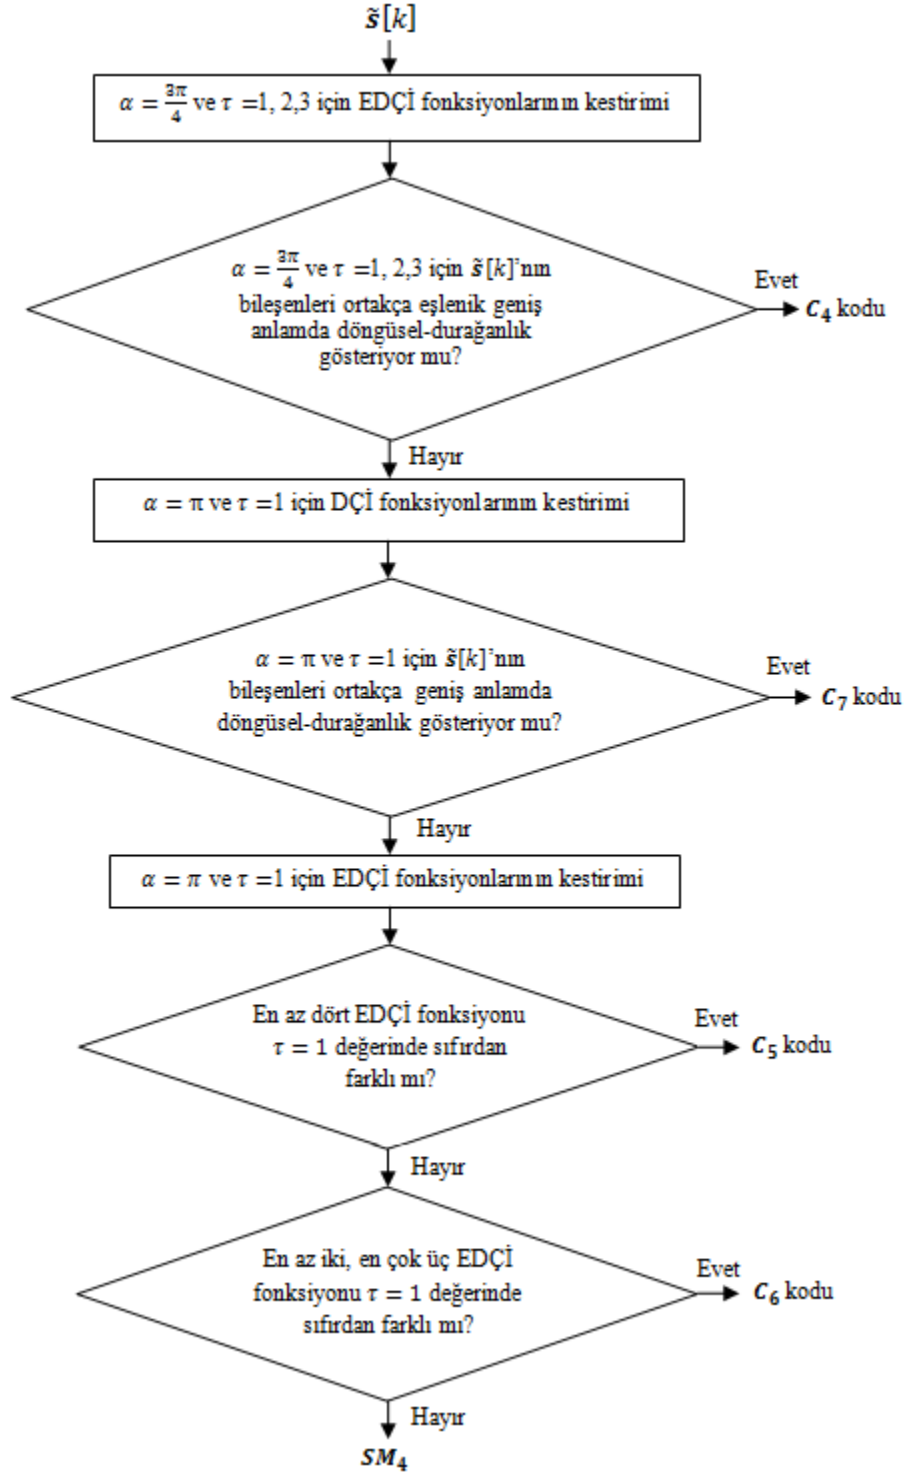 s̃[k]
α = 3π/4 ve τ =1, 2,3 için EDÇİ fonksiyonlarının kestirimi
α = 3π/4 ve τ =1, 2,3 için s̃[k]'nın
bileşenleri ortakça eşlenik geniş
anlamda döngüsel-durağanlık
gösteriyor mu?
Evet
C₄ kodu
Hayır
α = π ve τ =1 için DÇİ fonksiyonlarının kestirimi
α = π ve τ =1 için s̃[k]'nın
bileşenleri ortakça geniş anlamda
döngüsel-durağanlık gösteriyor mu?
Evet
C₇ kodu
Hayır
α = π ve τ =1 için EDÇİ fonksiyonlarının kestirimi
En az dört EDÇİ fonksiyonu
τ = 1 değerinde sıfırdan
farklı mı?
Evet
C₅ kodu
Hayır
En az iki, en çok üç EDÇİ
fonksiyonu τ = 1 değerinde
sıfırdan farklı mı?
Evet
C₆ kodu
Hayır
SM₄